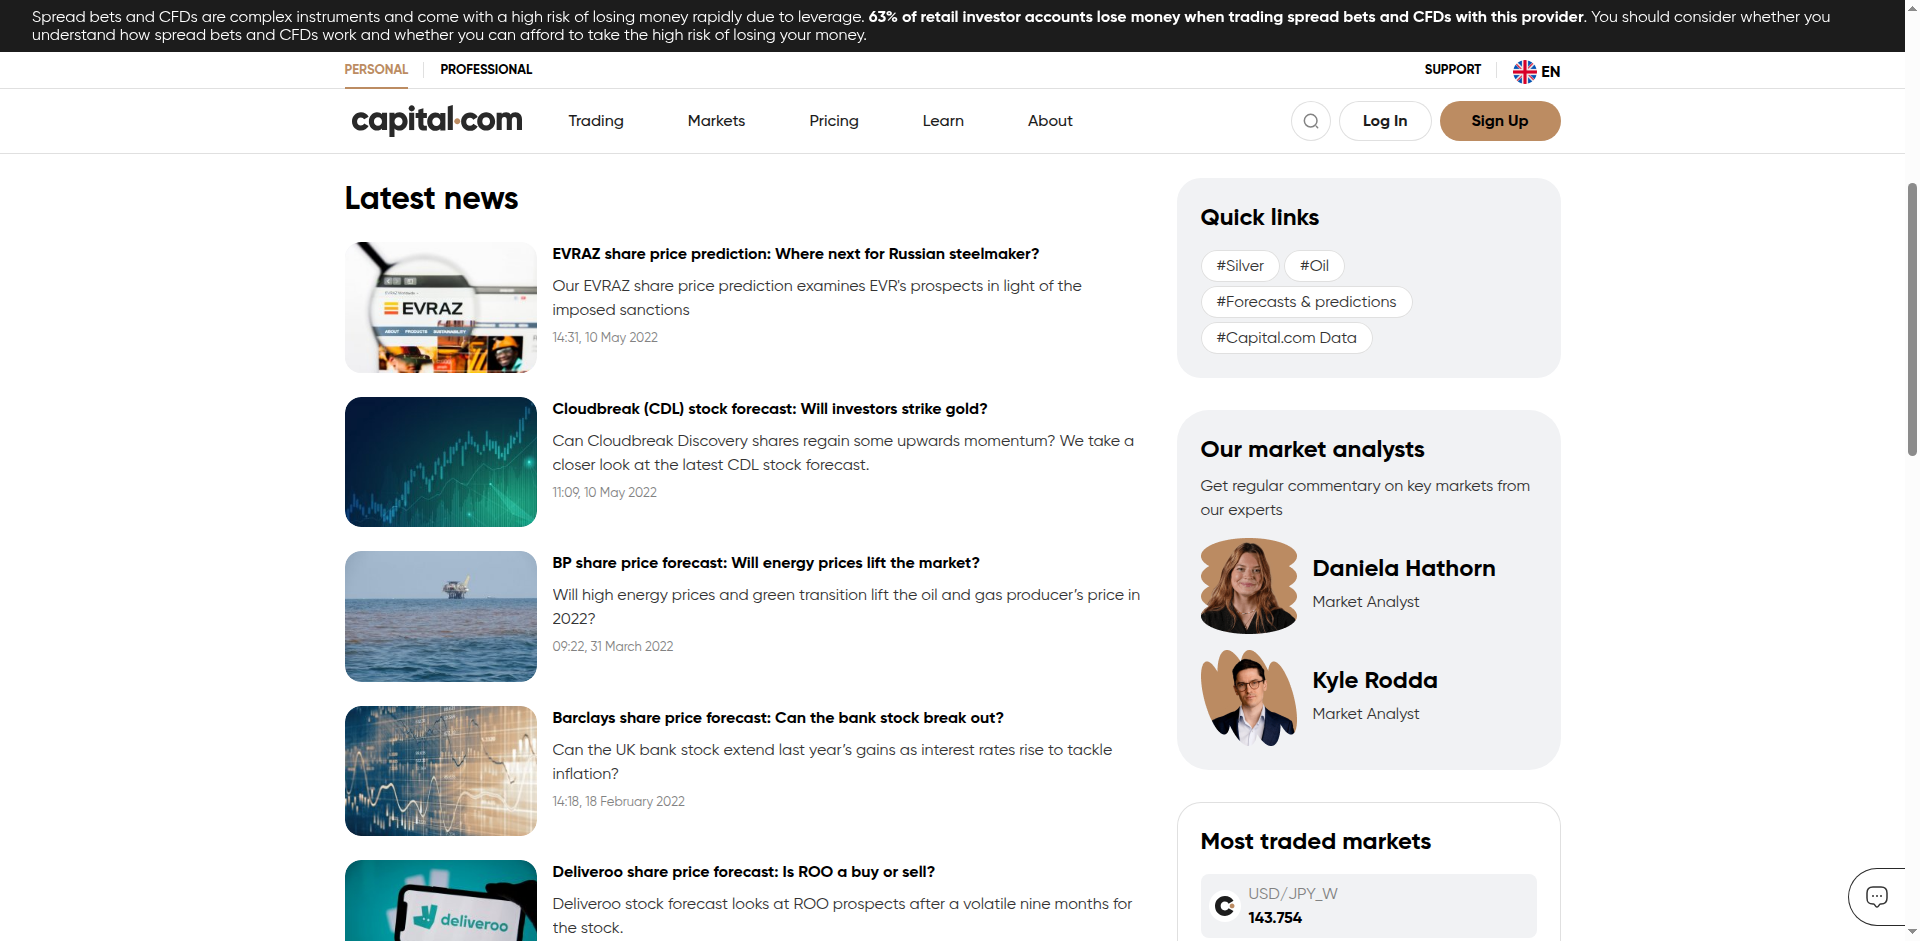 Spread bets and CFDs are complex instruments and come with a high risk of losing money rapidly due to leverage. 63% of retail investor accounts lose money when trading spread bets and CFDs with this provider. You should consider whether you
understand how spread bets and CFDs work and whether you can afford to take the high risk of losing your money.
PERSONAL PROFESSIONAL SUPPORT EN
capital.com Trading Markets Pricing Learn About Log In Sign Up
Latest news
EVRAZ
EVRAZ share price prediction: Where next for Russian steelmaker?
Our EVRAZ share price prediction examines EVR's prospects in light of the
imposed sanctions
14:31, 10 May 2022
Cloudbreak (CDL) stock forecast: Will investors strike gold?
Can Cloudbreak Discovery shares regain some upwards momentum? We take a
closer look at the latest CDL stock forecast.
11:09, 10 May 2022
BP share price forecast: Will energy prices lift the market?
Will high energy prices and green transition lift the oil and gas producer's price in
2022?
09:22, 31 March 2022
Barclays share price forecast: Can the bank stock break out?
Can the UK bank stock extend last year's gains as interest rates rise to tackle
inflation?
14:18, 18 February 2022
deliveroo
Deliveroo share price forecast: Is ROO a buy or sell?
Deliveroo stock forecast looks at ROO prospects after a volatile nine months for
the stock.
Quick links
#Silver #Oil
#Forecasts & predictions
#Capital.com Data
Our market analysts
Get regular commentary on key markets from
our experts
Daniela Hathorn
Market Analyst
Kyle Rodda
Market Analyst
Most traded markets
USD/JPY_W
143.754